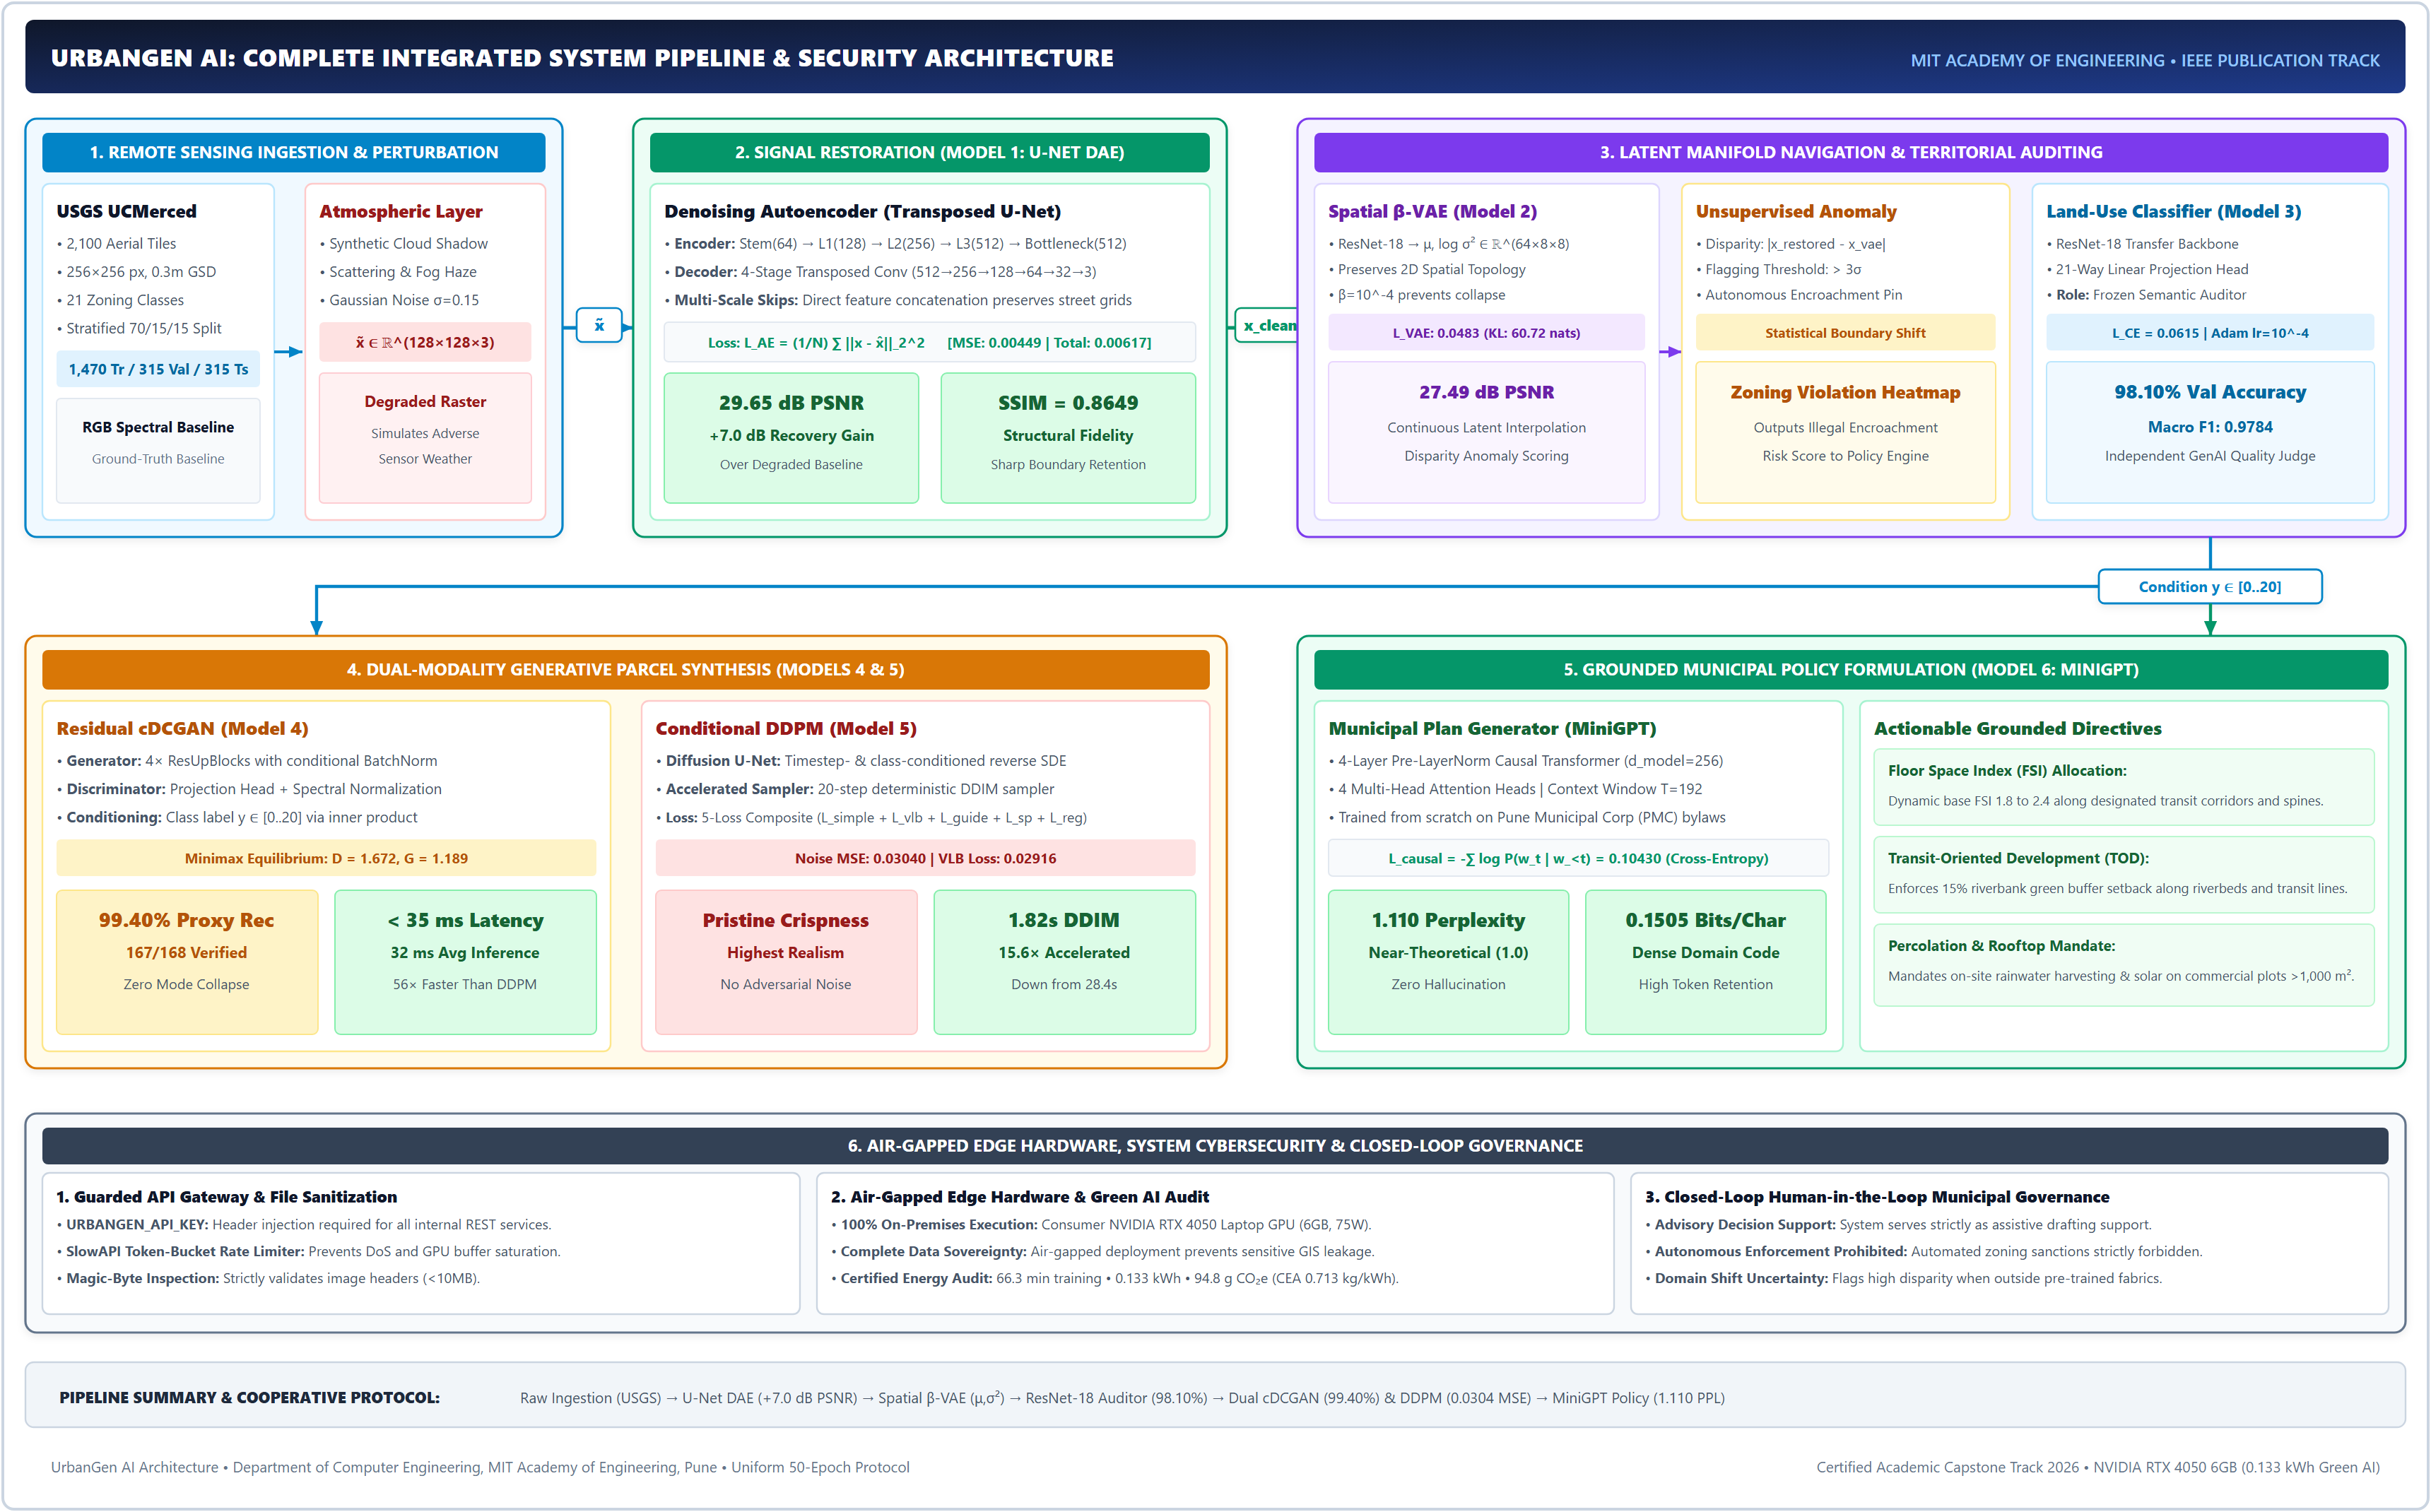 URBANGEN AI: COMPLETE INTEGRATED SYSTEM PIPELINE & SECURITY ARCHITECTURE
MIT ACADEMY OF ENGINEERING • IEEE PUBLICATION TRACK
1. REMOTE SENSING INGESTION & PERTURBATION
USGS UCMerced
• 2,100 Aerial Tiles
• 256×256 px, 0.3m GSD
• 21 Zoning Classes
• Stratified 70/15/15 Split
1,470 Tr / 315 Val / 315 Ts
RGB Spectral Baseline
Ground-Truth Baseline
Atmospheric Layer
• Synthetic Cloud Shadow
• Scattering & Fog Haze
• Gaussian Noise σ=0.15
x̃ ∈ ℝ^(128×128×3)
Degraded Raster
Simulates Adverse
Sensor Weather
x̃
2. SIGNAL RESTORATION (MODEL 1: U-NET DAE)
Denoising Autoencoder (Transposed U-Net)
• Encoder: Stem(64) → L1(128) → L2(256) → L3(512) → Bottleneck(512)
• Decoder: 4-Stage Transposed Conv (512→256→128→64→32→3)
• Multi-Scale Skips: Direct feature concatenation preserves street grids
Loss: L_AE = (1/N) ∑ ||x - x̂||_2^2 [MSE: 0.00449 | Total: 0.00617]
29.65 dB PSNR
+7.0 dB Recovery Gain
Over Degraded Baseline
SSIM = 0.8649
Structural Fidelity
Sharp Boundary Retention
x_clean
3. LATENT MANIFOLD NAVIGATION & TERRITORIAL AUDITING
Spatial β-VAE (Model 2)
• ResNet-18 → μ, log σ² ∈ ℝ^(64×8×8)
• Preserves 2D Spatial Topology
• β=10^-4 prevents collapse
L_VAE: 0.0483 (KL: 60.72 nats)
27.49 dB PSNR
Continuous Latent Interpolation
Disparity Anomaly Scoring
Unsupervised Anomaly
• Disparity: |x_restored - x_vae|
• Flagging Threshold: > 3σ
• Autonomous Encroachment Pin
Statistical Boundary Shift
Zoning Violation Heatmap
Outputs Illegal Encroachment
Risk Score to Policy Engine
Land-Use Classifier (Model 3)
• ResNet-18 Transfer Backbone
• 21-Way Linear Projection Head
• Role: Frozen Semantic Auditor
L_CE = 0.0615 | Adam lr=10^-4
98.10% Val Accuracy
Macro F1: 0.9784
Independent GenAI Quality Judge
Condition y ∈ [0..20]
4. DUAL-MODALITY GENERATIVE PARCEL SYNTHESIS (MODELS 4 & 5)
Residual cDCGAN (Model 4)
• Generator: 4× ResUpBlocks with conditional BatchNorm
• Discriminator: Projection Head + Spectral Normalization
• Conditioning: Class label y ∈ [0..20] via inner product
Minimax Equilibrium: D = 1.672, G = 1.189
99.40% Proxy Rec
167/168 Verified
Zero Mode Collapse
< 35 ms Latency
32 ms Avg Inference
56× Faster Than DDPM
Conditional DDPM (Model 5)
• Diffusion U-Net: Timestep- & class-conditioned reverse SDE
• Accelerated Sampler: 20-step deterministic DDIM sampler
• Loss: 5-Loss Composite (L_simple + L_vlb + L_guide + L_sp + L_reg)
Noise MSE: 0.03040 | VLB Loss: 0.02916
Pristine Crispness
Highest Realism
No Adversarial Noise
1.82s DDIM
15.6× Accelerated
Down from 28.4s
5. GROUNDED MUNICIPAL POLICY FORMULATION (MODEL 6: MINIGPT)
Municipal Plan Generator (MiniGPT)
• 4-Layer Pre-LayerNorm Causal Transformer (d_model=256)
• 4 Multi-Head Attention Heads | Context Window T=192
• Trained from scratch on Pune Municipal Corp (PMC) bylaws
L_causal = -∑ log P(w_t | w_<t) = 0.10430 (Cross-Entropy)
1.110 Perplexity
Near-Theoretical (1.0)
Zero Hallucination
0.1505 Bits/Char
Dense Domain Code
High Token Retention
Actionable Grounded Directives
Floor Space Index (FSI) Allocation:
Dynamic base FSI 1.8 to 2.4 along designated transit corridors and spines.
Transit-Oriented Development (TOD):
Enforces 15% riverbank green buffer setback along riverbeds and transit lines.
Percolation & Rooftop Mandate:
Mandates on-site rainwater harvesting & solar on commercial plots >1,000 m².
6. AIR-GAPPED EDGE HARDWARE, SYSTEM CYBERSECURITY & CLOSED-LOOP GOVERNANCE
1. Guarded API Gateway & File Sanitization
• URBANGEN_API_KEY: Header injection required for all internal REST services.
• SlowAPI Token-Bucket Rate Limiter: Prevents DoS and GPU buffer saturation.
• Magic-Byte Inspection: Strictly validates image headers (<10MB).
2. Air-Gapped Edge Hardware & Green AI Audit
• 100% On-Premises Execution: Consumer NVIDIA RTX 4050 Laptop GPU (6GB, 75W).
• Complete Data Sovereignty: Air-gapped deployment prevents sensitive GIS leakage.
• Certified Energy Audit: 66.3 min training • 0.133 kWh • 94.8 g CO₂e (CEA 0.713 kg/kWh).
3. Closed-Loop Human-in-the-Loop Municipal Governance
• Advisory Decision Support: System serves strictly as assistive drafting support.
• Autonomous Enforcement Prohibited: Automated zoning sanctions strictly forbidden.
• Domain Shift Uncertainty: Flags high disparity when outside pre-trained fabrics.
PIPELINE SUMMARY & COOPERATIVE PROTOCOL:
Raw Ingestion (USGS) → U-Net DAE (+7.0 dB PSNR) → Spatial β-VAE (μ,σ²) → ResNet-18 Auditor (98.10%) → Dual cDCGAN (99.40%) & DDPM (0.0304 MSE) → MiniGPT Policy (1.110 PPL)
UrbanGen AI Architecture • Department of Computer Engineering, MIT Academy of Engineering, Pune • Uniform 50-Epoch Protocol
Certified Academic Capstone Track 2026 • NVIDIA RTX 4050 6GB (0.133 kWh Green AI)